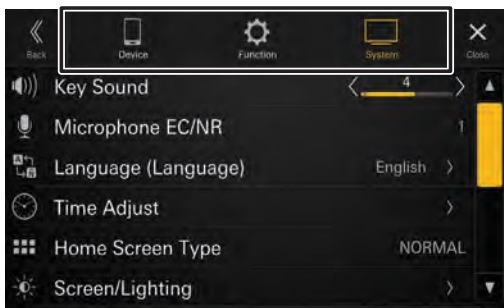 Back Device Function System Close
Key Sound 4
Microphone EC/NR 1
Language (Language) English
Time Adjust
Home Screen Type NORMAL
Screen/Lighting